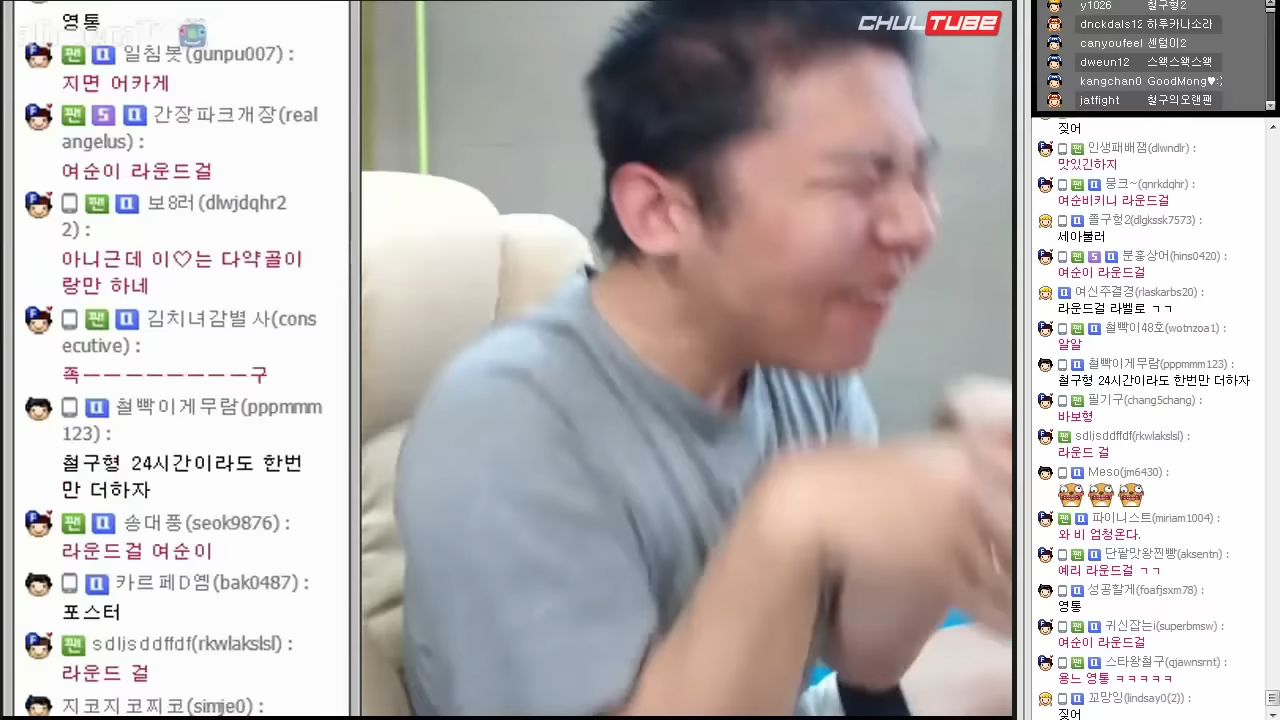 영통
일침봇(gunpu007) :
지면 어카게
간장파크개장(real
angelus) :
여순이 라운드걸
보8러(dlwjdqhr2
2) :
아니근데 이♡는 다약골이
랑만 하네
김치녀감별사(cons
ecutive) :
쪽ㅡㅡㅡㅡㅡㅡㅡㅡ구
철빡이게무람(pppmmm
123) :
철구형 24시간이라도 한번
만 더하자
송대풍(seok9876) :
라운드걸 여순이
카르페D옘(bak0487) :
포스터
sdljsddffdf(rkwlakslsl) :
라운드 걸
지코지코찌코(simje0) :
CHULTUBE
y1026 철구형2
dnckdals12 하루카나소리
canyoufeel 센텀이2
dweun12 스왝스왝스왝
kangchan0 GoodMong♥;
jatfight 철구의오랜팬
짖어
인생패배잼(dlwndlr) :
맛있긴하지
뭉크~(qnrkdqhr) :
여순비키니 라운드걸
쫄구형2(dlgkssk7573) :
세아불러
분홍상어(hins0420) :
여순이 라운드걸
여신주결경(rlaskarbs20) :
라운드걸 라벨로 ㄱㄱ
철빡이48호(wotnzoa1) :
알알
철빡이게무람(pppmmm123) :
철구형 24시간이라도 한번만 더하자
필기구(chang5chang) :
바보형
sdljsddffdf(rkwlakslsl) :
라운드 걸
Meso(jm6430) :
파이니스트(miriam1004) :
와 비 엄청온다.
단팥맛왕찐빵(aksentn) :
예리 라운드걸 ㄱㄱ
성공할게(foafjsxm78) :
영통
귀신잡는i(superbmsw) :
여순이 라운드걸
스타왕철구(qjawnsrnt) :
용느 영통 ㅋㅋㅋㅋㅋ
꼬먕잉(lindsay0(2)) :
짖어